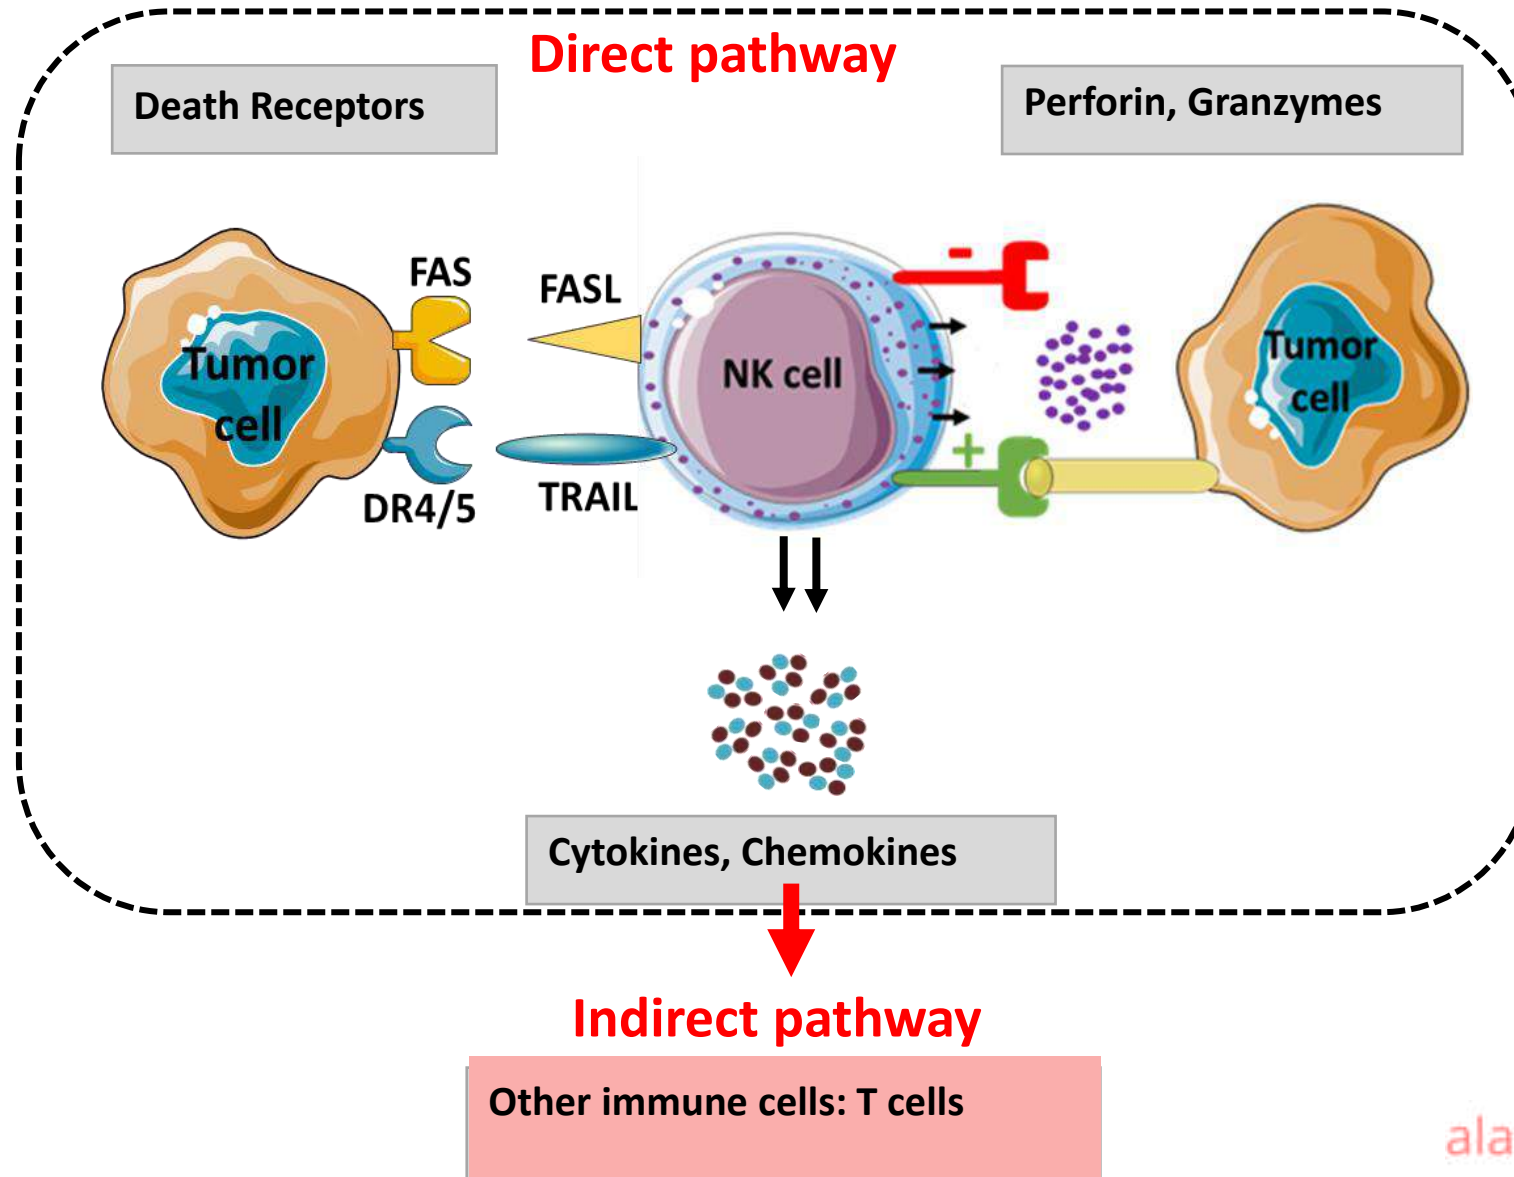 Direct pathway
Death Receptors
Perforin, Granzymes
FAS
FASL
Tumor
cell
NK cell
-
Tumor
cell
+
DR4/5
TRAIL
Cytokines, Chemokines
Indirect pathway
Other immune cells: T cells
ala